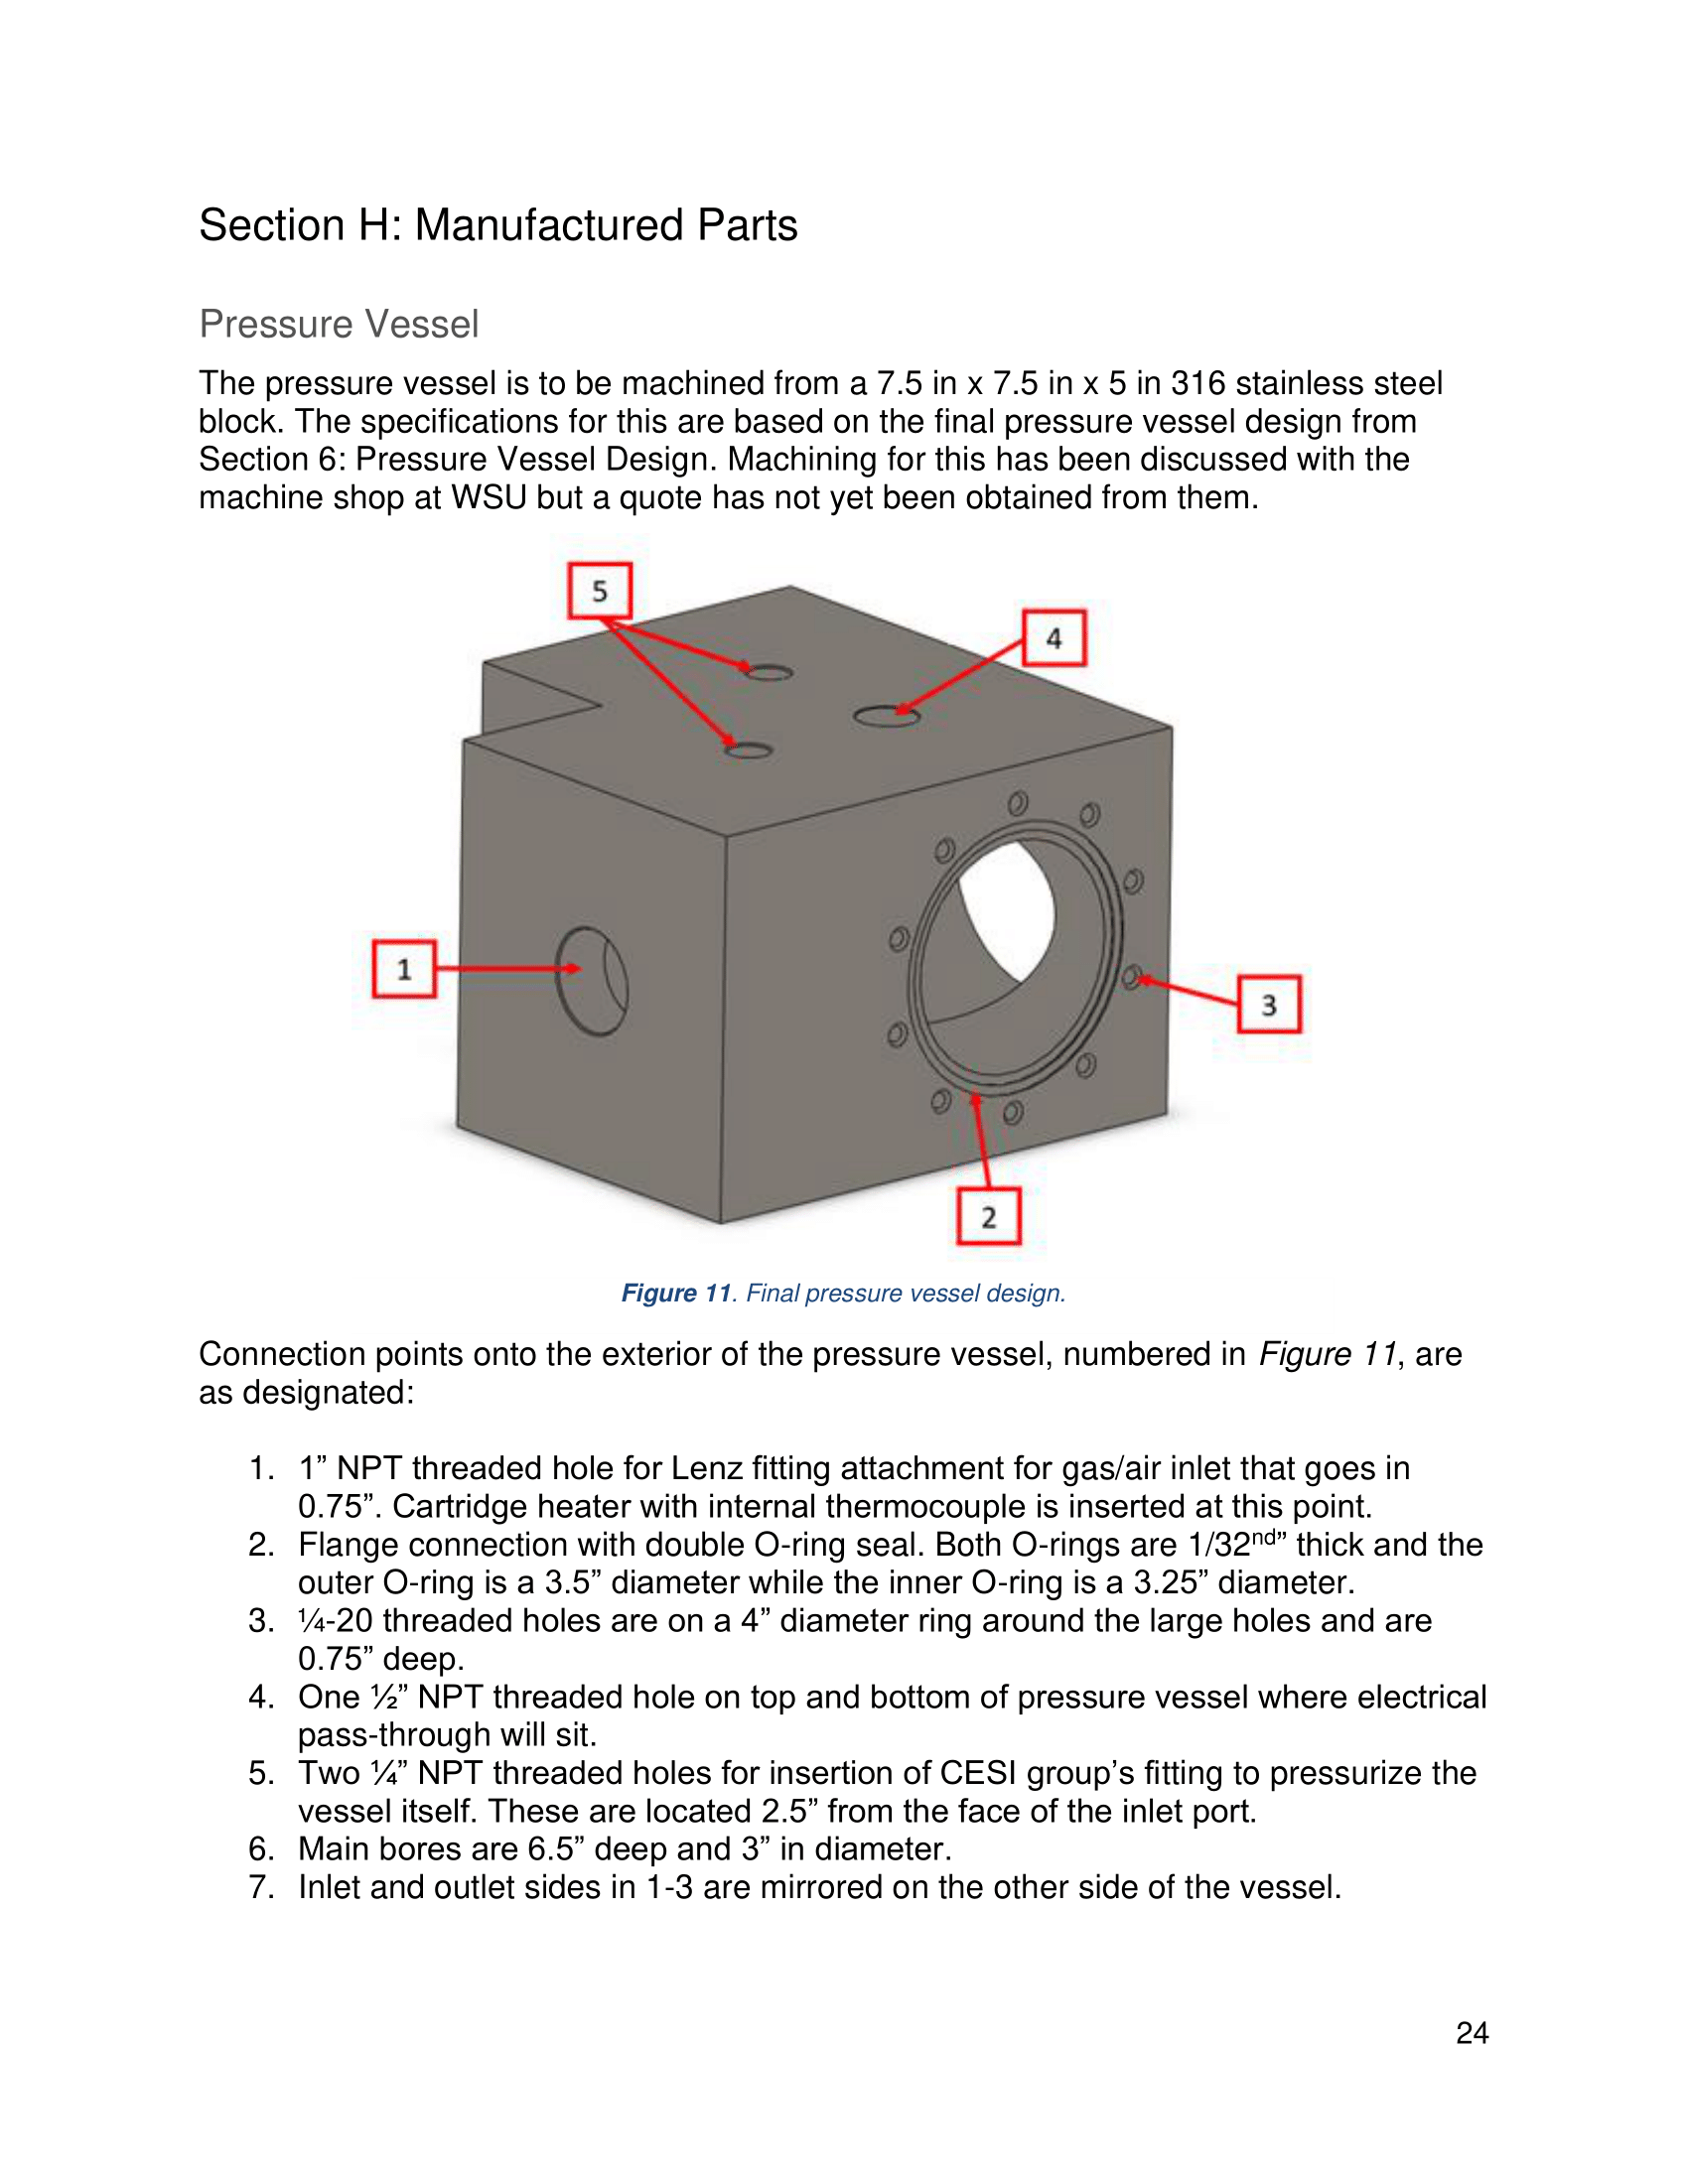 Section H: Manufactured Parts
Pressure Vessel
The pressure vessel is to be machined from a 7.5 in x 7.5 in x 5 in 316 stainless steel
block. The specifications for this are based on the final pressure vessel design from
Section 6: Pressure Vessel Design. Machining for this has been discussed with the
machine shop at WSU but a quote has not yet been obtained from them.
5
4
1
3
2
Figure 11. Final pressure vessel design.
Connection points onto the exterior of the pressure vessel, numbered in Figure 11, are
as designated:
1. 1” NPT threaded hole for Lenz fitting attachment for gas/air inlet that goes in
0.75”. Cartridge heater with internal thermocouple is inserted at this point.
2. Flange connection with double O-ring seal. Both O-rings are 1/32nd” thick and the
outer O-ring is a 3.5” diameter while the inner O-ring is a 3.25” diameter.
3. ¼-20 threaded holes are on a 4” diameter ring around the large holes and are
0.75” deep.
4. One ½” NPT threaded hole on top and bottom of pressure vessel where electrical
pass-through will sit.
5. Two ¼” NPT threaded holes for insertion of CESI group’s fitting to pressurize the
vessel itself. These are located 2.5” from the face of the inlet port.
6. Main bores are 6.5” deep and 3” in diameter.
7. Inlet and outlet sides in 1-3 are mirrored on the other side of the vessel.
24